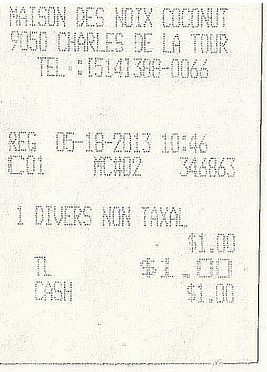 MAISON DES NOIX COCONUT
9050 CHARLES DE LA TOUR
TEL.:[514]388-0066
REG 05-18-2013 10:46
C01 MC#02 346863
1 DIVERS NON TAXAL
$1.00
TL $1.00
CASH $1.00